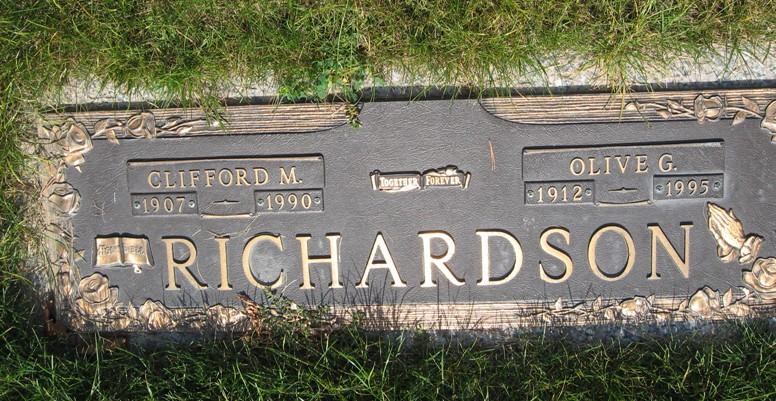 CLIFFORD M.
1907 1990
TOGETHER FOREVER
OLIVE G.
1912 1995
RICHARDSON